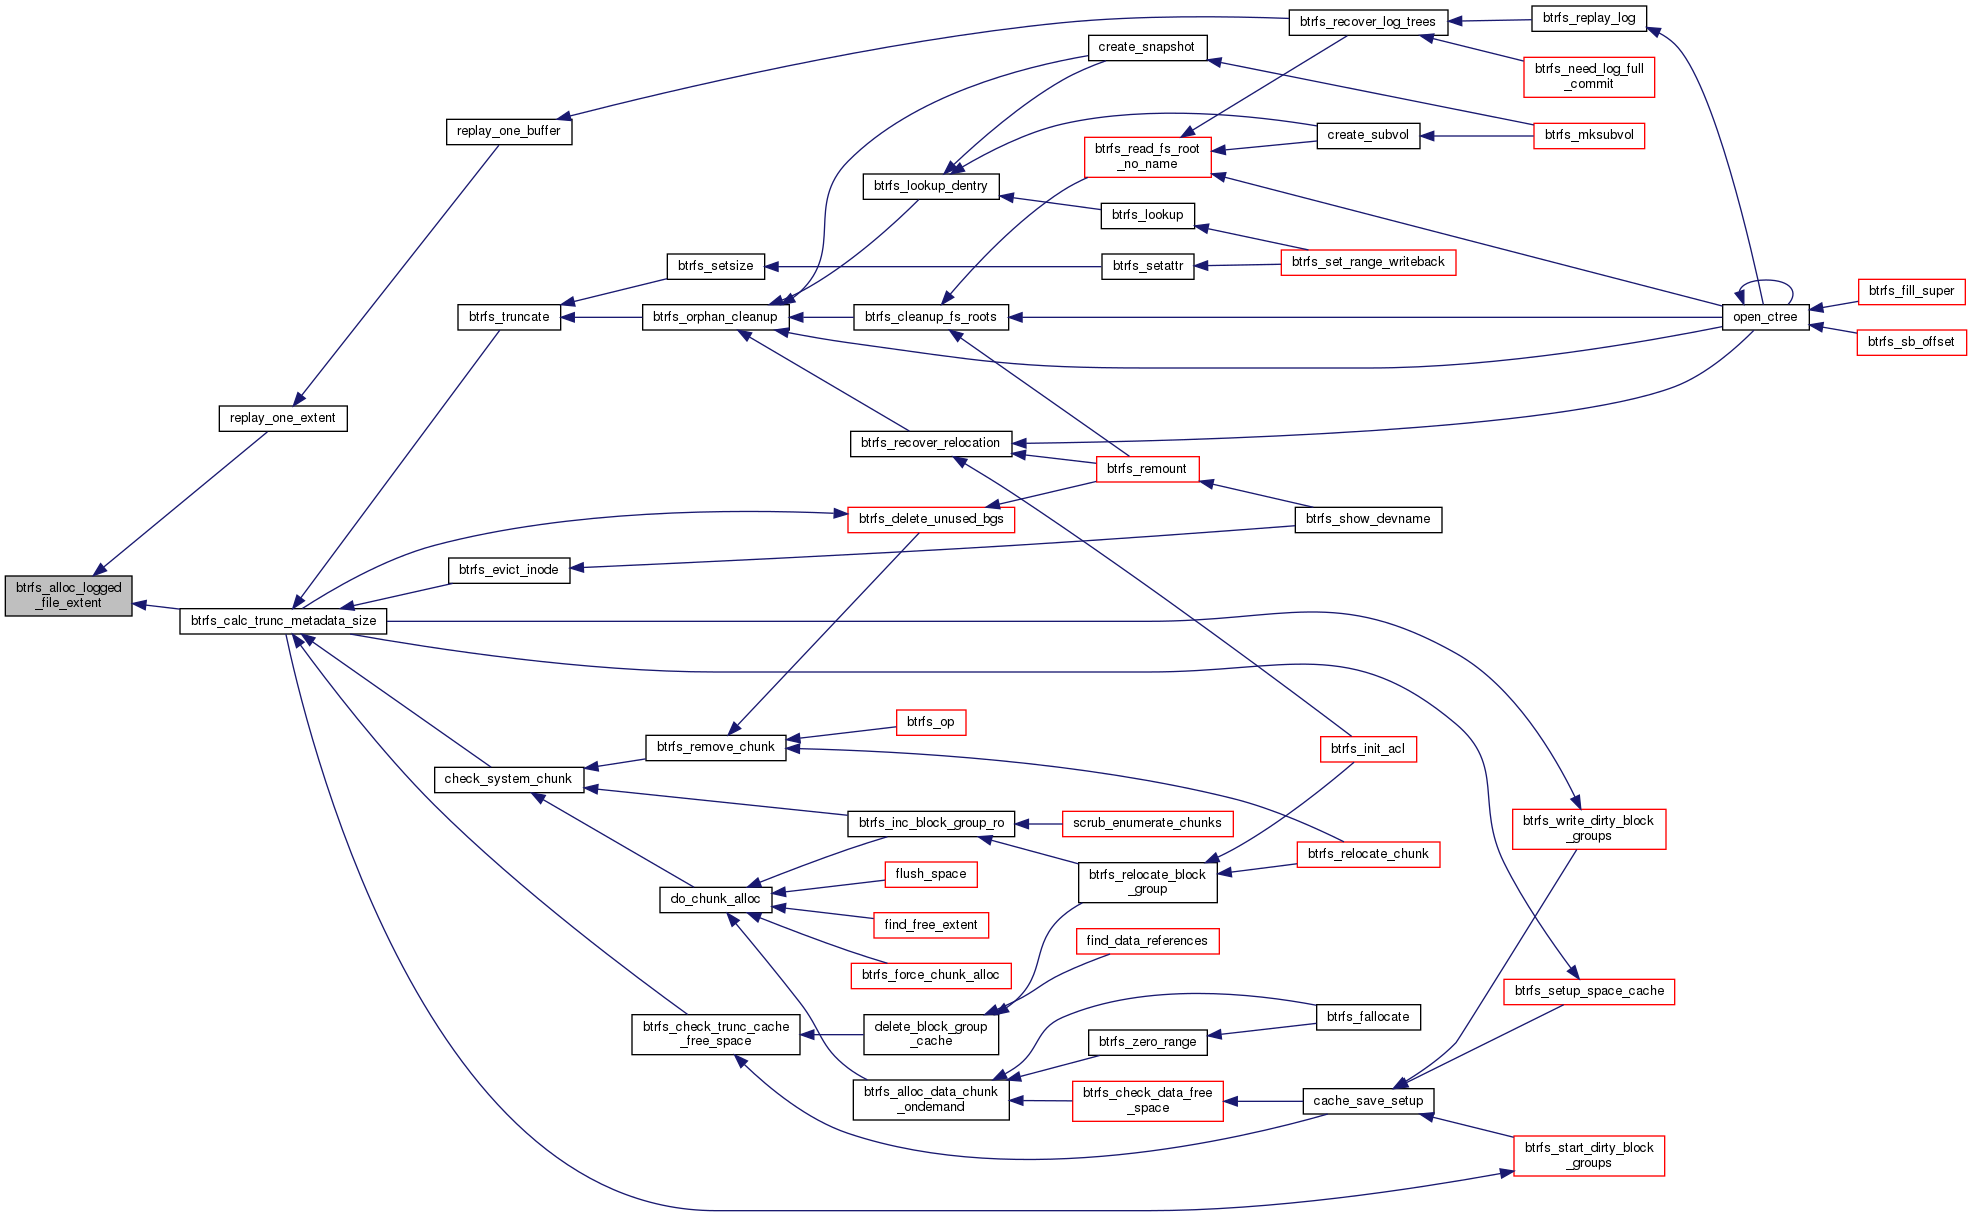 btrfs_alloc_logged
_file_extent
replay_one_extent
btrfs_calc_trunc_metadata_size
replay_one_buffer
btrfs_truncate
btrfs_evict_inode
check_system_chunk
btrfs_setsize
btrfs_orphan_cleanup
btrfs_remove_chunk
do_chunk_alloc
btrfs_check_trunc_cache
_free_space
btrfs_lookup_dentry
btrfs_cleanup_fs_roots
btrfs_recover_relocation
btrfs_delete_unused_bgs
btrfs_op
btrfs_inc_block_group_ro
flush_space
find_free_extent
btrfs_force_chunk_alloc
delete_block_group
_cache
btrfs_alloc_data_chunk
_ondemand
create_snapshot
btrfs_read_fs_root
_no_name
btrfs_lookup
btrfs_setattr
btrfs_remount
scrub_enumerate_chunks
btrfs_relocate_block
_group
find_data_references
btrfs_zero_range
btrfs_check_data_free
_space
btrfs_recover_log_trees
create_subvol
btrfs_set_range_writeback
btrfs_show_devname
btrfs_init_acl
btrfs_relocate_chunk
btrfs_fallocate
cache_save_setup
btrfs_replay_log
btrfs_need_log_full
_commit
btrfs_mksubvol
btrfs_write_dirty_block
_groups
btrfs_setup_space_cache
btrfs_start_dirty_block
_groups
open_ctree
btrfs_fill_super
btrfs_sb_offset